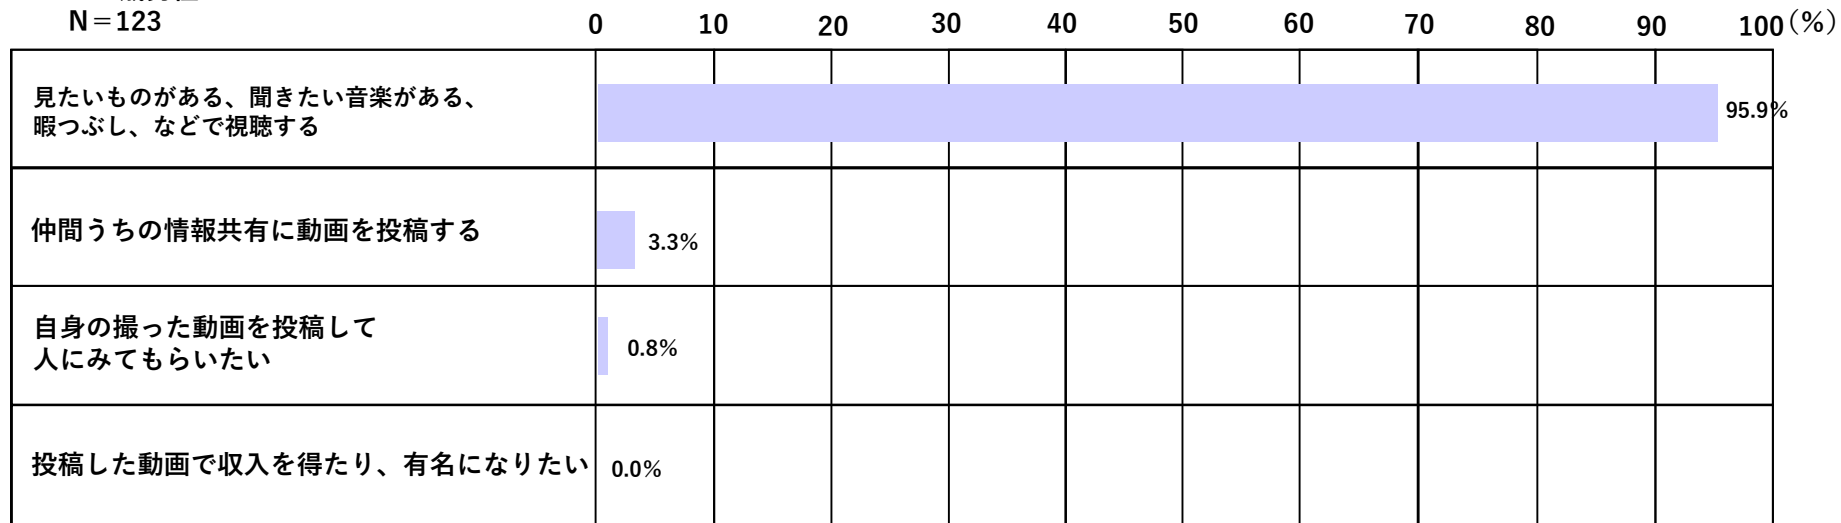 N＝123
0 10 20 30 40 50 60 70 80 90 100 (%)
見たいものがある、聞きたい音楽がある、
暇つぶし、などで視聴する
95.9%
仲間うちの情報共有に動画を投稿する
3.3%
自身の撮った動画を投稿して
人にみてもらいたい
0.8%
投稿した動画で収入を得たり、有名になりたい
0.0%